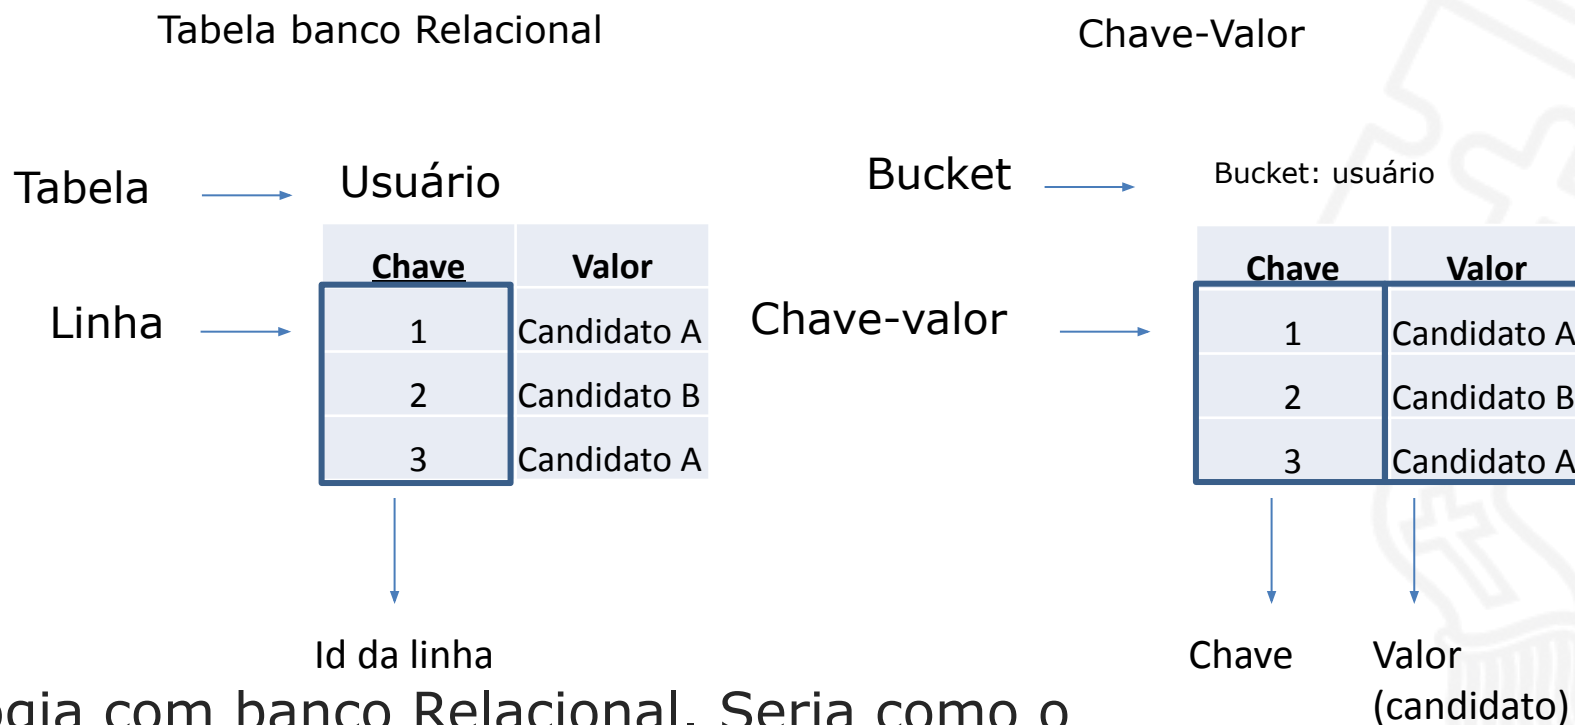 Tabela banco Relacional
Chave-Valor
Tabela
Usuário
Chave Valor
Linha
1 Candidato A
2 Candidato B
3 Candidato A
Id da linha
Bucket
Bucket: usuário
Chave Valor
Chave-valor
1 Candidato A
2 Candidato B
3 Candidato A
Chave
Valor
(candidato)
ogia com banco Relacional. Seria como o